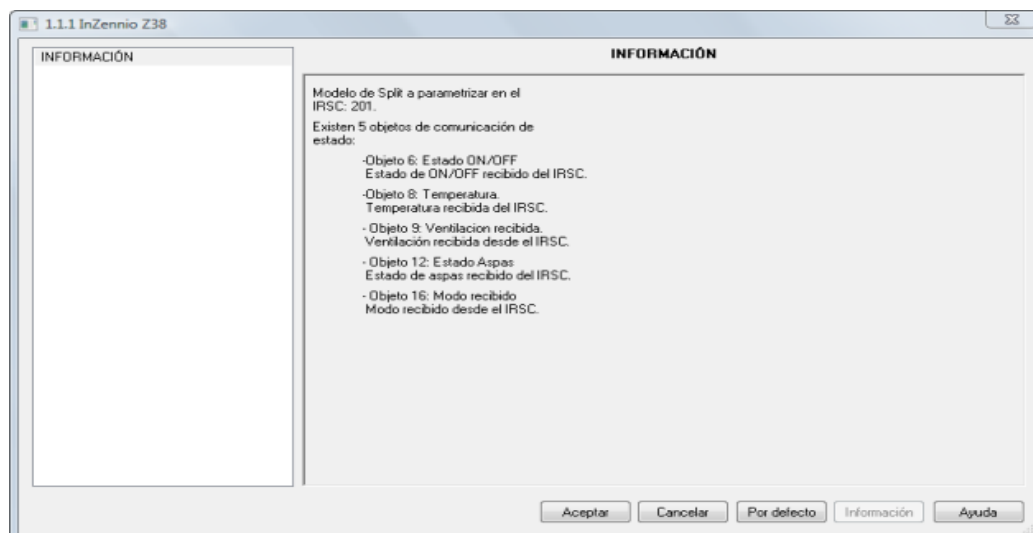 1.1.1 InZennio Z38
INFORMACIÓN
INFORMACIÓN
Modelo de Split a parametrizar en el
IRSC: 201.
Existen 5 objetos de comunicación de
estado:
-Objeto 6: Estado ON/OFF
Estado de ON/OFF recibido del IRSC.
-Objeto 8: Temperatura.
Temperatura recibida del IRSC.
- Objeto 9: Ventilacion recibida.
Ventilación recibida desde el IRSC.
- Objeto 12: Estado Aspas
Estado de aspas recibido del IRSC.
- Objeto 16: Modo recibido
Modo recibido desde el IRSC.
Aceptar Cancelar Por defecto Información Ayuda